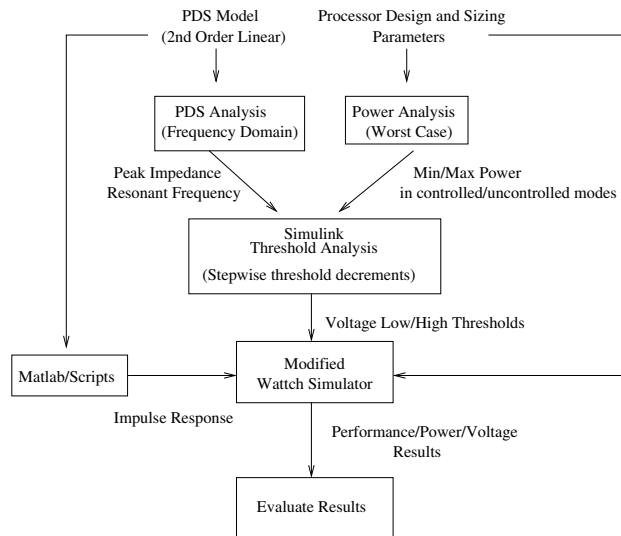 PDS Model
(2nd Order Linear)
Processor Design and Sizing
Parameters
PDS Analysis
(Frequency Domain)
Power Analysis
(Worst Case)
Peak Impedance
Resonant Frequency
Min/Max Power
in controlled/uncontrolled modes
Simulink
Threshold Analysis
(Stepwise threshold decrements)
Voltage Low/High Thresholds
Matlab/Scripts
Modified
Wattch Simulator
Impulse Response
Performance/Power/Voltage
Results
Evaluate Results